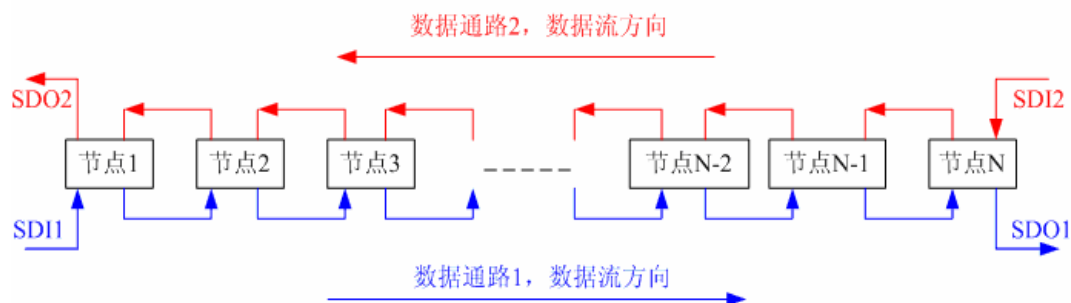 数据通路2，数据流方向
SDO2
SDI2
节点1
节点2
节点3
节点N-2
节点N-1
节点N
SDI1
SDO1
数据通路1，数据流方向